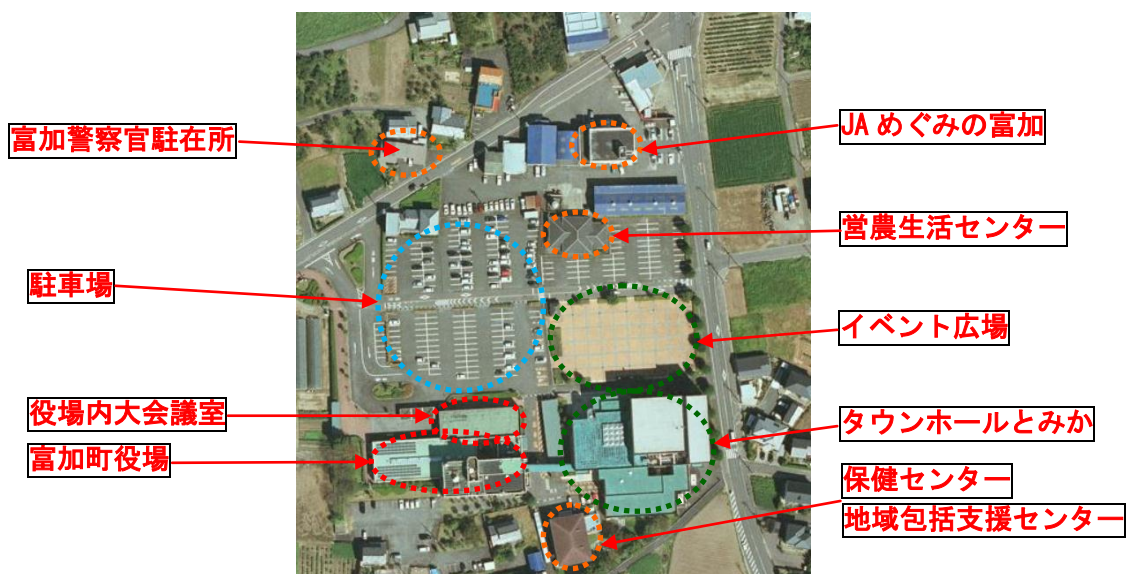 富加警察官駐在所
駐車場
役場内大会議室
富加町役場
JAめぐみの富加
営農生活センター
イベント広場
タウンホールとみか
保健センター
地域包括支援センター